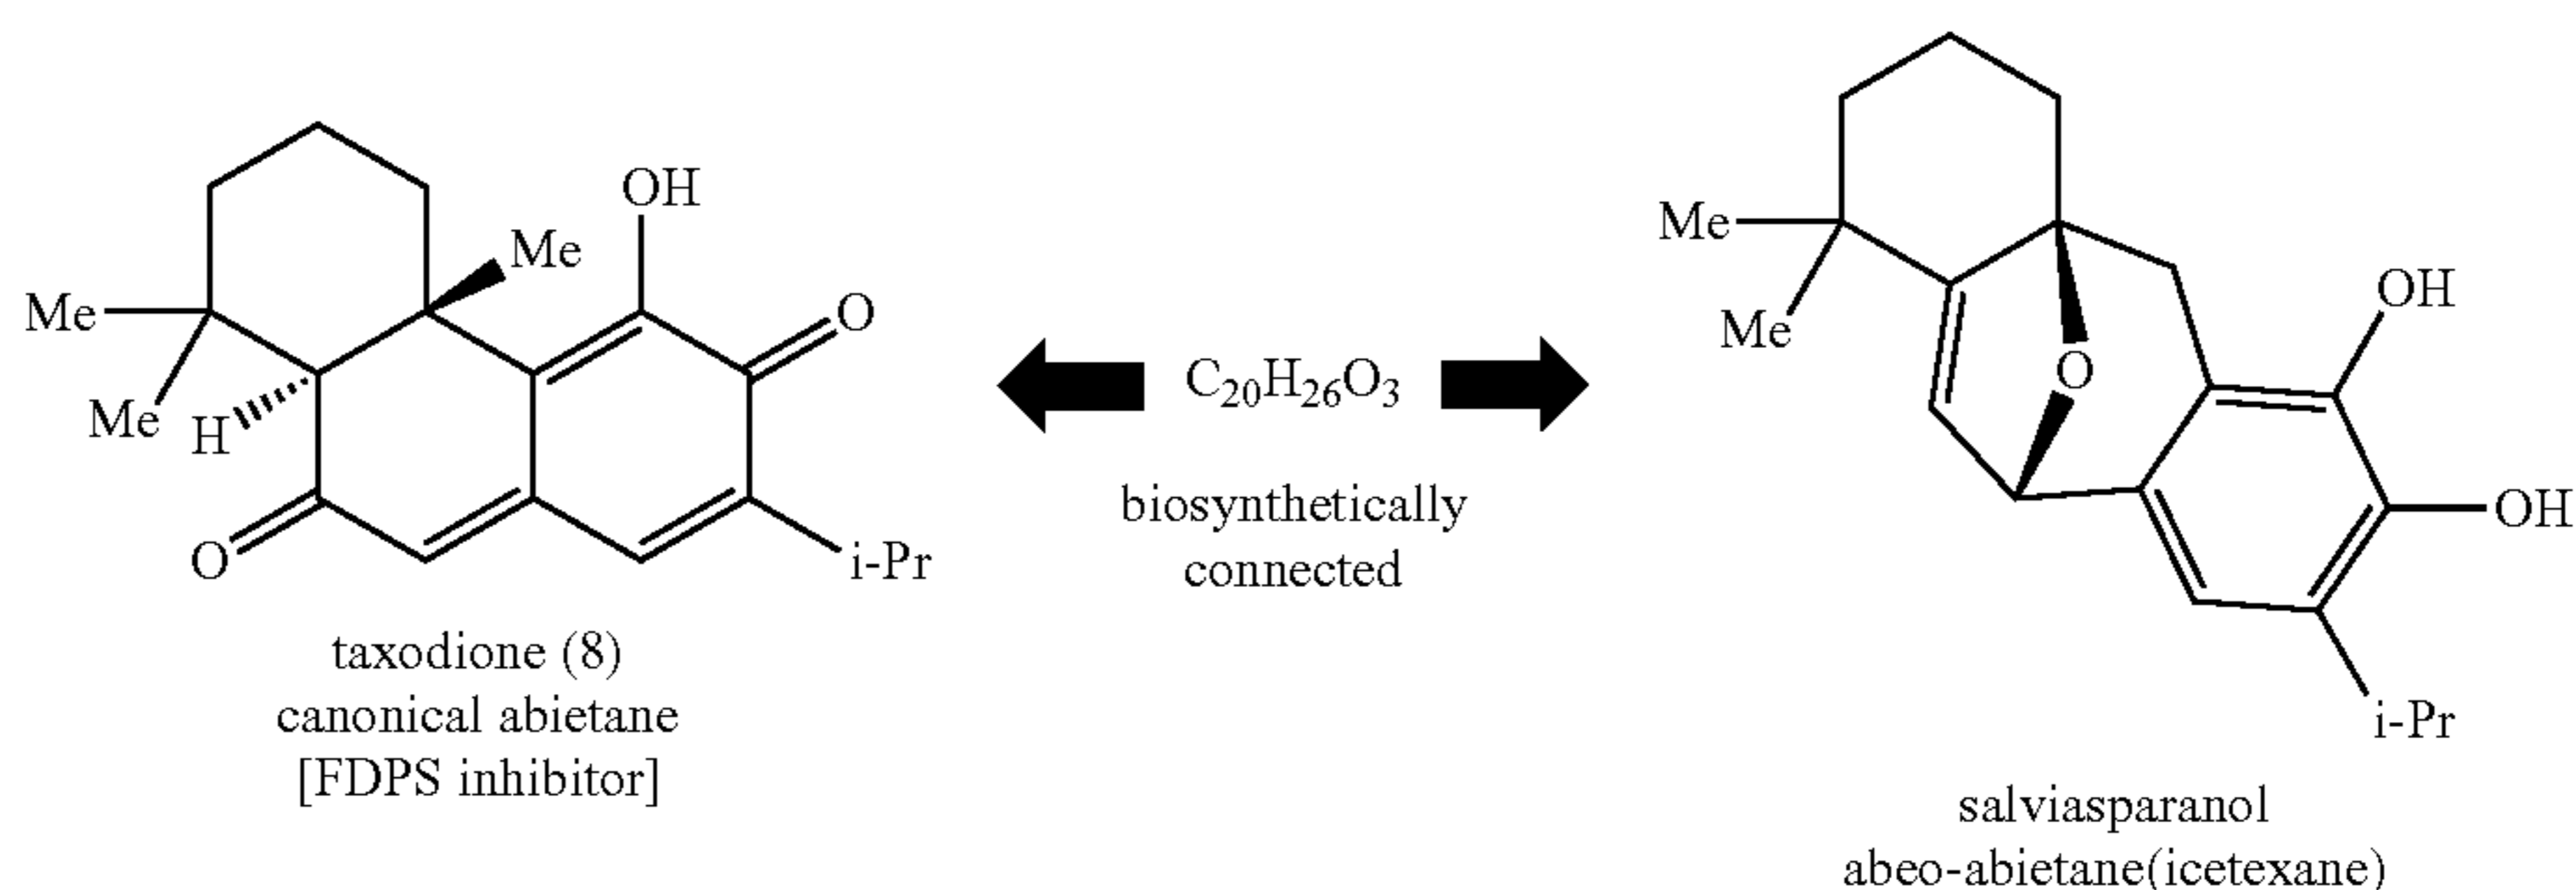 OH
Me
Me
O
Me
H
O
i-Pr
taxodione (8)
canonical abietane
[FDPS inhibitor]
C20H26O3
biosynthetically
connected
Me
Me
O
OH
OH
i-Pr
salviasparanol
abeo-abietane(icetexane)